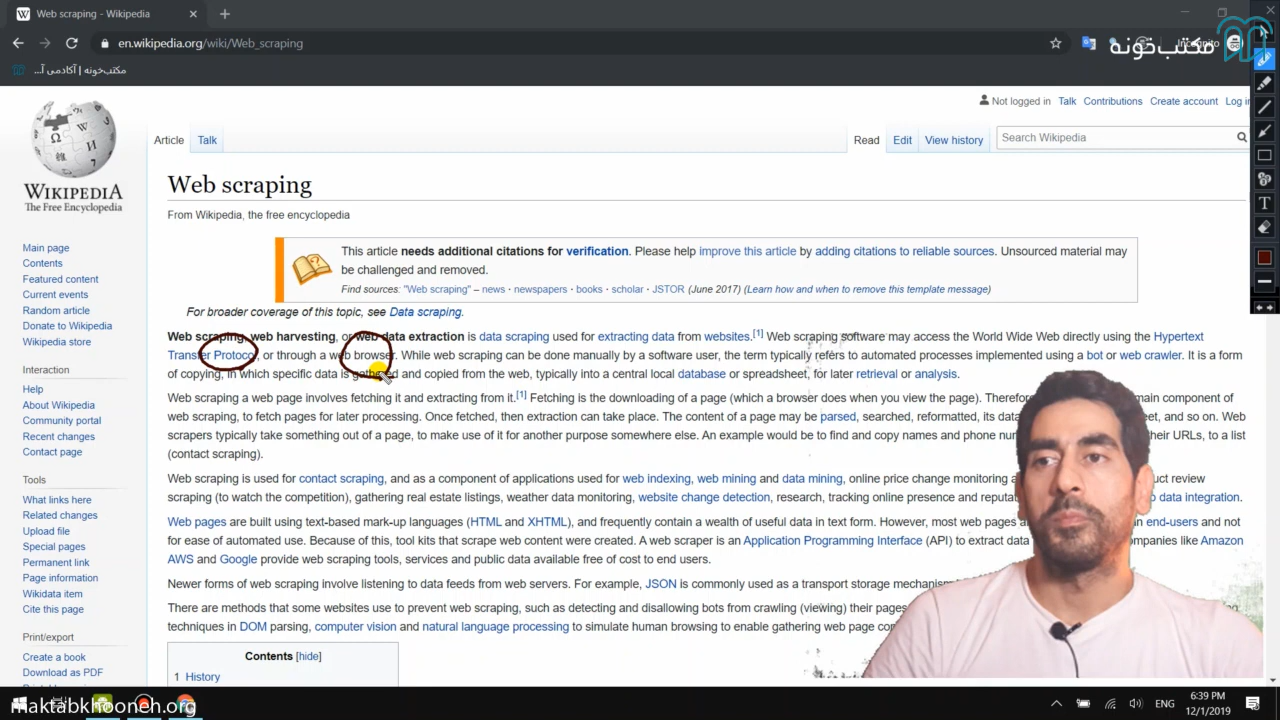 Web scraping - Wikipedia
en.wikipedia.org/wiki/Web_scraping
Incognito
مکتب‌خونه
مکتب‌خونه | آکادمی آ...
Not logged in Talk Contributions Create account Log in
Article Talk Read Edit View history Search Wikipedia
WIKIPEDIA
The Free Encyclopedia
Web scraping
From Wikipedia, the free encyclopedia
This article needs additional citations for verification. Please help improve this article by adding citations to reliable sources. Unsourced material may
be challenged and removed.
Find sources: "Web scraping" – news · newspapers · books · scholar · JSTOR (June 2017) (Learn how and when to remove this template message)
For broader coverage of this topic, see Data scraping.
Web scraping, web harvesting, or web data extraction is data scraping used for extracting data from websites.[1] Web scraping software may access the World Wide Web directly using the Hypertext
Transfer Protocol, or through a web browser. While web scraping can be done manually by a software user, the term typically refers to automated processes implemented using a bot or web crawler. It is a form
of copying, in which specific data is gathered and copied from the web, typically into a central local database or spreadsheet, for later retrieval or analysis.
Web scraping a web page involves fetching it and extracting from it.[1] Fetching is the downloading of a page (which a browser does when you view the page). Therefore main component of
web scraping, to fetch pages for later processing. Once fetched, then extraction can take place. The content of a page may be parsed, searched, reformatted, its data and so on. Web
scrapers typically take something out of a page, to make use of it for another purpose somewhere else. An example would be to find and copy names and phone their URLs, to a list
(contact scraping).
Web scraping is used for contact scraping, and as a component of applications used for web indexing, web mining and data mining, online price change monitoring review
scraping (to watch the competition), gathering real estate listings, weather data monitoring, website change detection, research, tracking online presence and data integration.
Web pages are built using text-based mark-up languages (HTML and XHTML), and frequently contain a wealth of useful data in text form. However, most web pages end-users and not
for ease of automated use. Because of this, tool kits that scrape web content were created. A web scraper is an Application Programming Interface (API) to extract data like Amazon
AWS and Google provide web scraping tools, services and public data available free of cost to end users.
Newer forms of web scraping involve listening to data feeds from web servers. For example, JSON is commonly used as a transport storage
There are methods that some websites use to prevent web scraping, such as detecting and disallowing bots from crawling (viewing) their pages
techniques in DOM parsing, computer vision and natural language processing to simulate human browsing to enable gathering web page
Contents [hide]
1 History
Main page
Contents
Featured content
Current events
Random article
Donate to Wikipedia
Wikipedia store
Interaction
Help
About Wikipedia
Community portal
Recent changes
Contact page
Tools
What links here
Related changes
Upload file
Special pages
Permanent link
Page information
Wikidata item
Cite this page
Print/export
Create a book
Download as PDF
maktabkhooneh.org
ENG
6:39 PM
12/1/2019